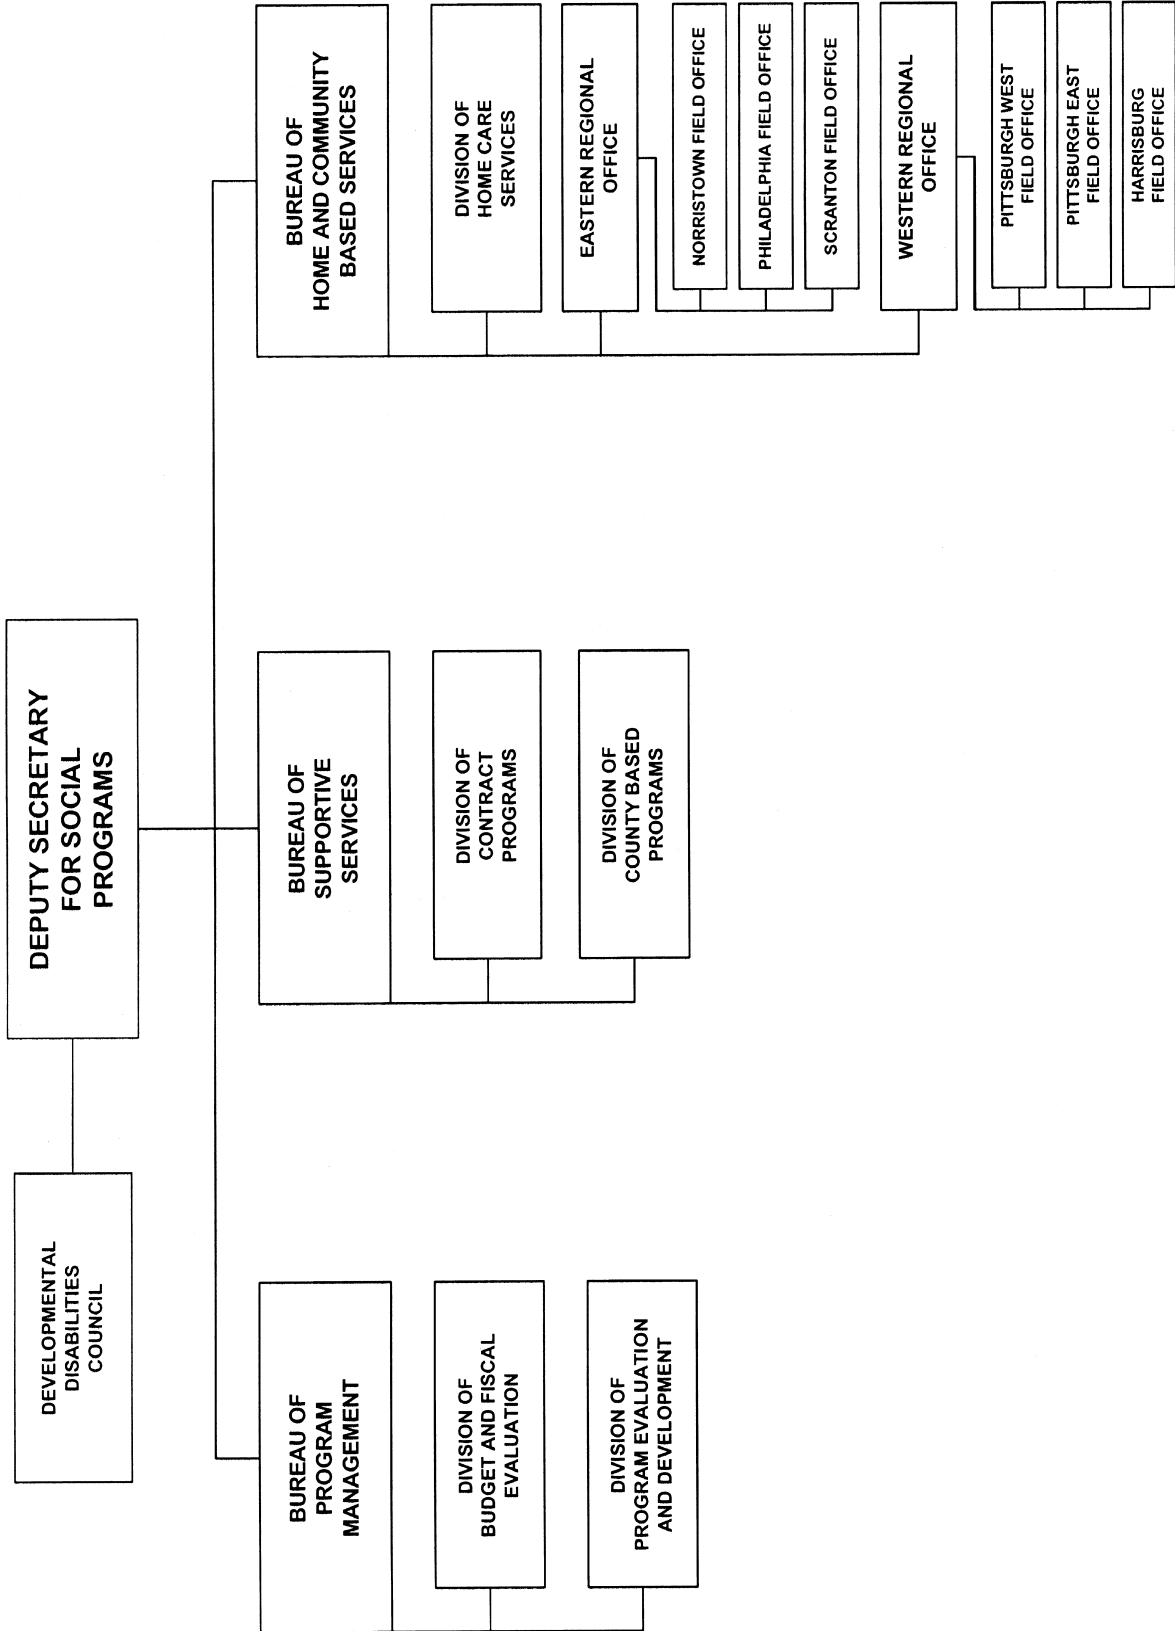 DEPUTY SECRETARY
FOR SOCIAL
PROGRAMS
DEVELOPMENTAL
DISABILITIES
COUNCIL
BUREAU OF
PROGRAM
MANAGEMENT
DIVISION OF
BUDGET AND FISCAL
EVALUATION
DIVISION OF
PROGRAM EVALUATION
AND DEVELOPMENT
BUREAU OF
SUPPORTIVE
SERVICES
DIVISION OF
CONTRACT
PROGRAMS
DIVISION OF
COUNTY BASED
PROGRAMS
BUREAU OF
HOME AND COMMUNITY
BASED SERVICES
DIVISION OF
HOME CARE
SERVICES
EASTERN REGIONAL
OFFICE
NORRISTOWN FIELD OFFICE
PHILADELPHIA FIELD OFFICE
SCRANTON FIELD OFFICE
WESTERN REGIONAL
OFFICE
PITTSBURGH WEST
FIELD OFFICE
PITTSBURGH EAST
FIELD OFFICE
HARRISBURG
FIELD OFFICE